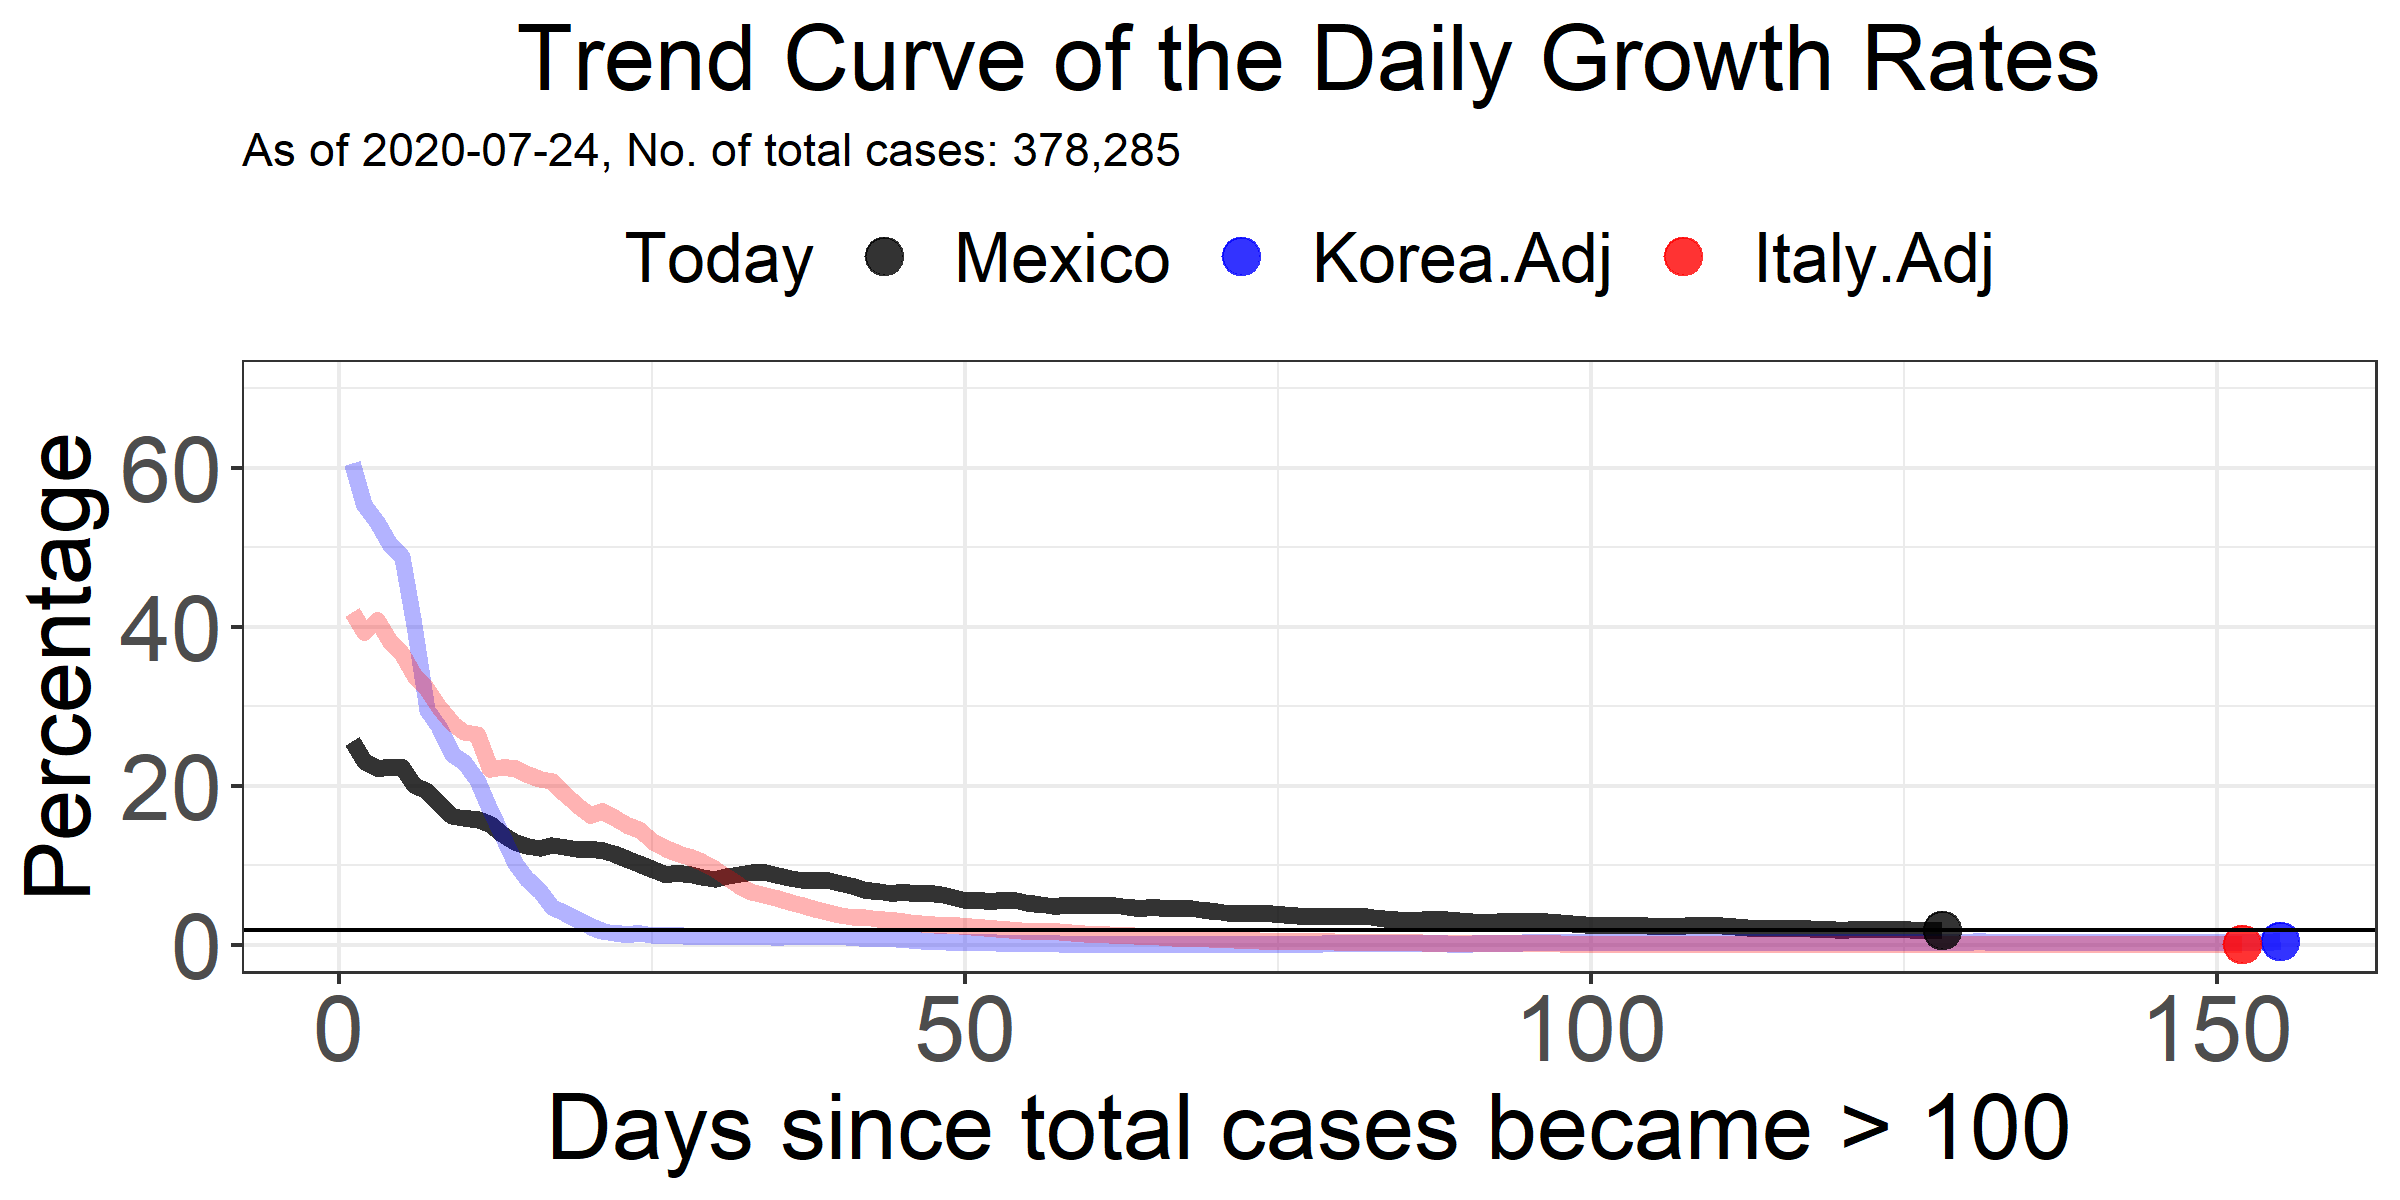 Trend Curve of the Daily Growth Rates
As of 2020-07-24, No. of total cases: 378,285
Today Mexico Korea.Adj Italy.Adj
Percentage
60
40
20
0
0 50 100 150
Days since total cases became > 100